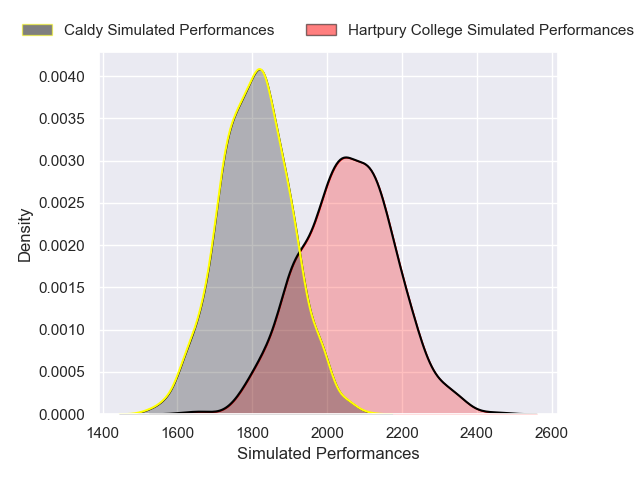 Caldy Simulated Performances
Hartpury College Simulated Performances
0.0040
0.0035
0.0030
0.0025
0.0020
0.0015
0.0010
0.0005
0.0000
Density
1400 1600 1800 2000 2200 2400 2600
Simulated Performances